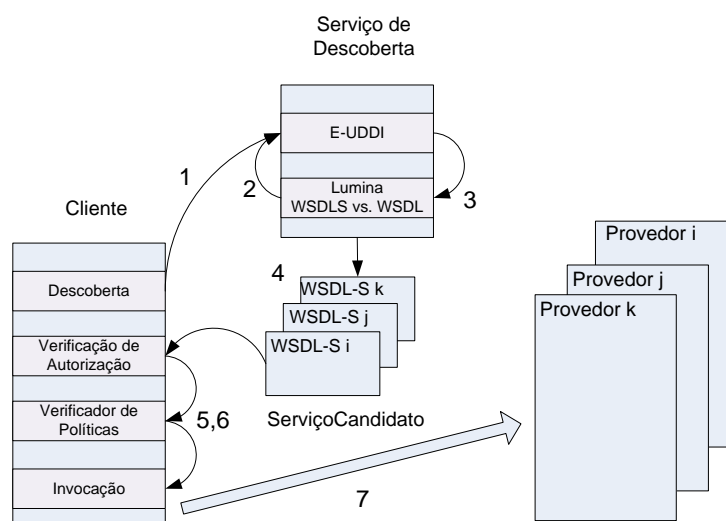 Serviço de
Descoberta
E-UDDI
1
2
3
Lumina
WSDLS vs. WSDL
Cliente
Descoberta
4
WSDL-S k
WSDL-S j
WSDL-S i
Provedor i
Provedor j
Provedor k
Verificação de
Autorização
Verificador de
Políticas
5,6
ServiçoCandidato
Invocação
7